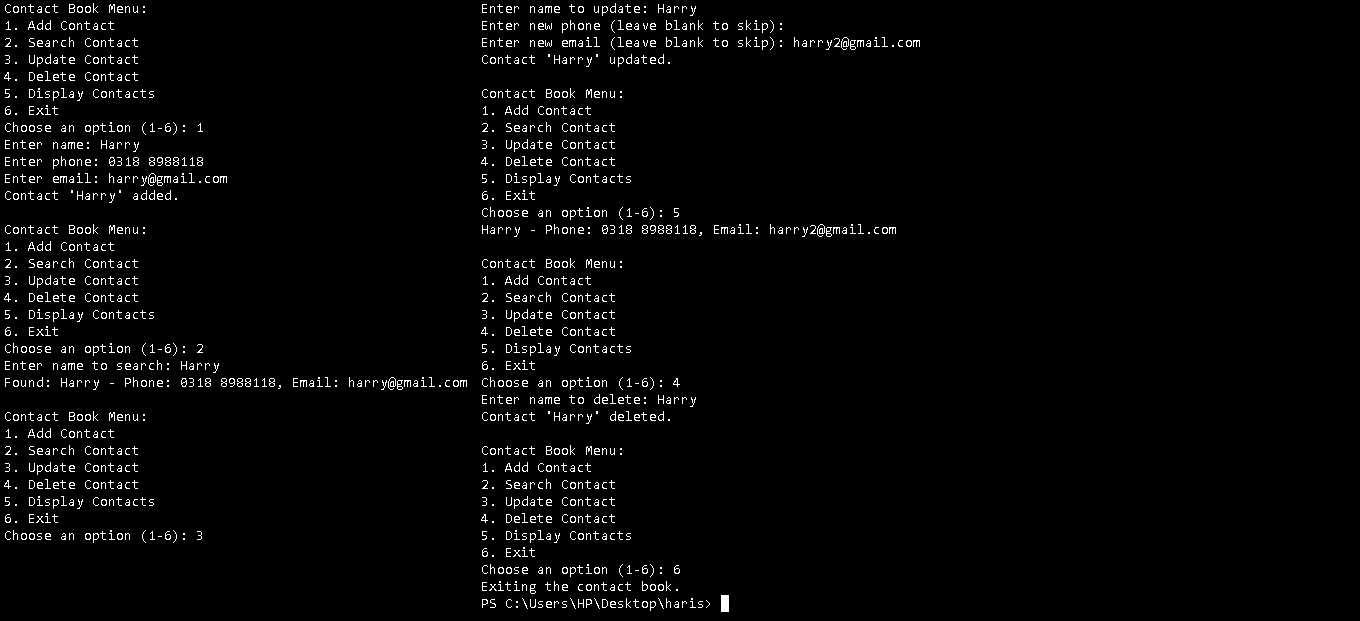 Contact Book Menu:
1. Add Contact
2. Search Contact
3. Update Contact
4. Delete Contact
5. Display Contacts
6. Exit
Choose an option (1-6): 1
Enter name: Harry
Enter phone: 0318 8988118
Enter email: harry@gmail.com
Contact 'Harry' added.

Contact Book Menu:
1. Add Contact
2. Search Contact
3. Update Contact
4. Delete Contact
5. Display Contacts
6. Exit
Choose an option (1-6): 2
Enter name to search: Harry
Found: Harry - Phone: 0318 8988118, Email: harry@gmail.com

Contact Book Menu:
1. Add Contact
2. Search Contact
3. Update Contact
4. Delete Contact
5. Display Contacts
6. Exit
Choose an option (1-6): 3
Enter name to update: Harry
Enter new phone (leave blank to skip):
Enter new email (leave blank to skip): harry2@gmail.com
Contact 'Harry' updated.

Contact Book Menu:
1. Add Contact
2. Search Contact
3. Update Contact
4. Delete Contact
5. Display Contacts
6. Exit
Choose an option (1-6): 5
Harry - Phone: 0318 8988118, Email: harry2@gmail.com

Contact Book Menu:
1. Add Contact
2. Search Contact
3. Update Contact
4. Delete Contact
5. Display Contacts
6. Exit
Choose an option (1-6): 4
Enter name to delete: Harry
Contact 'Harry' deleted.

Contact Book Menu:
1. Add Contact
2. Search Contact
3. Update Contact
4. Delete Contact
5. Display Contacts
6. Exit
Choose an option (1-6): 6
Exiting the contact book.
PS C:\Users\HP\Desktop\haris>